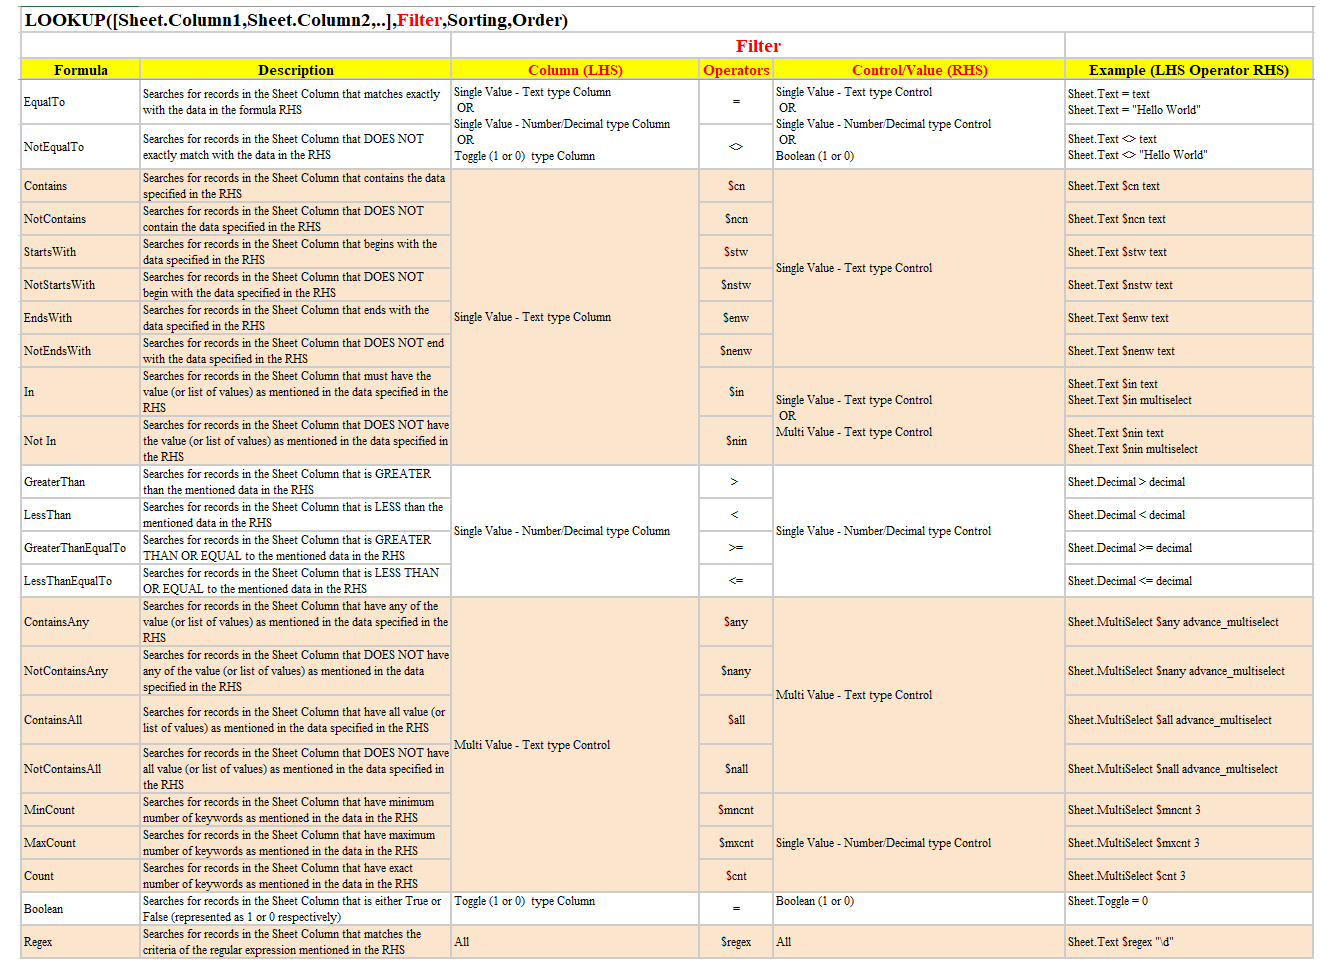 LOOKUP([Sheet.Column1,Sheet.Column2,..],Filter,Sorting,Order)
Filter
Formula
Description
Column (LHS)
Operators
Control/Value (RHS)
Example (LHS Operator RHS)
EqualTo
Searches for records in the Sheet Column that matches exactly
with the data in the formula RHS
Single Value - Text type Column
OR
Single Value - Number/Decimal type Column
OR
Toggle (1 or 0)  type Column
=
Single Value - Text type Control
OR
Single Value - Number/Decimal type Control
OR
Boolean (1 or 0)
Sheet.Text = text
Sheet.Text = "Hello World"
NotEqualTo
Searches for records in the Sheet Column that DOES NOT
exactly match with the data in the RHS
<>
Sheet.Text <> text
Sheet.Text <> "Hello World"
Contains
Searches for records in the Sheet Column that contains the data
specified in the RHS
Single Value - Text type Column
$cn
Single Value - Text type Control
Sheet.Text $cn text
NotContains
Searches for records in the Sheet Column that DOES NOT
contain the data specified in the RHS
$ncn
Sheet.Text $ncn text
StartsWith
Searches for records in the Sheet Column that begins with the
data specified in the RHS
$stw
Sheet.Text $stw text
NotStartsWith
Searches for records in the Sheet Column that DOES NOT
begin with the data specified in the RHS
$nstw
Sheet.Text $nstw text
EndsWith
Searches for records in the Sheet Column that ends with the
data specified in the RHS
$enw
Sheet.Text $enw text
NotEndsWith
Searches for records in the Sheet Column that DOES NOT end
with the data specified in the RHS
$nenw
Sheet.Text $nenw text
In
Searches for records in the Sheet Column that must have the
value (or list of values) as mentioned in the data specified in the
RHS
$in
Single Value - Text type Control
OR
Multi Value - Text type Control
Sheet.Text $in text
Sheet.Text $in multiselect
Not In
Searches for records in the Sheet Column that DOES NOT have
the value (or list of values) as mentioned in the data specified in
the RHS
$nin
Sheet.Text $nin text
Sheet.Text $nin multiselect
GreaterThan
Searches for records in the Sheet Column that is GREATER
than the mentioned data in the RHS
Single Value - Number/Decimal type Column
>
Single Value - Number/Decimal type Control
Sheet.Decimal > decimal
LessThan
Searches for records in the Sheet Column that is LESS than the
mentioned data in the RHS
<
Sheet.Decimal < decimal
GreaterThanEqualTo
Searches for records in the Sheet Column that is GREATER
THAN OR EQUAL to the mentioned data in the RHS
>=
Sheet.Decimal >= decimal
LessThanEqualTo
Searches for records in the Sheet Column that is LESS THAN
OR EQUAL to the mentioned data in the RHS
<=
Sheet.Decimal <= decimal
ContainsAny
Searches for records in the Sheet Column that have any of the
value (or list of values) as mentioned in the data specified in the
RHS
Multi Value - Text type Control
$any
Multi Value - Text type Control
Sheet.MultiSelect $any advance_multiselect
NotContainsAny
Searches for records in the Sheet Column that DOES NOT have
any of the value (or list of values) as mentioned in the data
specified in the RHS
$nany
Sheet.MultiSelect $nany advance_multiselect
ContainsAll
Searches for records in the Sheet Column that have all value (or
list of values) as mentioned in the data specified in the RHS
$all
Sheet.MultiSelect $all advance_multiselect
NotContainsAll
Searches for records in the Sheet Column that DOES NOT have
all value (or list of values) as mentioned in the data specified in
the RHS
$nall
Sheet.MultiSelect $nall advance_multiselect
MinCount
Searches for records in the Sheet Column that have minimum
number of keywords as mentioned in the data in the RHS
$mncnt
Single Value - Number/Decimal type Control
Sheet.MultiSelect $mncnt 3
MaxCount
Searches for records in the Sheet Column that have maximum
number of keywords as mentioned in the data in the RHS
$mxcnt
Sheet.MultiSelect $mxcnt 3
Count
Searches for records in the Sheet Column that have exact
number of keywords as mentioned in the data in the RHS
$cnt
Sheet.MultiSelect $cnt 3
Boolean
Searches for records in the Sheet Column that is either True or
False (represented as 1 or 0 respectively)
Toggle (1 or 0)  type Column
=
Boolean (1 or 0)
Sheet.Toggle = 0
Regex
Searches for records in the Sheet Column that matches the
criteria of the regular expression mentioned in the RHS
All
$regex
All
Sheet.Text $regex "\d"